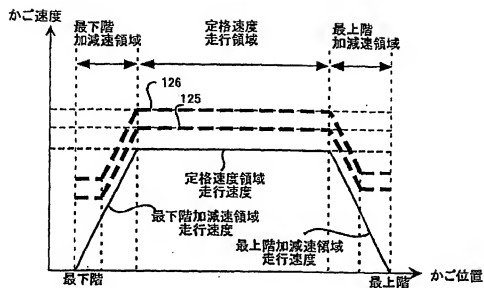 かご速度
最下階
加減速領域
定格速度
走行領域
最上階
加減速領域
126
125
定格速度領域
走行速度
最下階加減速領域
走行速度
最上階加減速領域
走行速度
最下階
最上階
かご位置